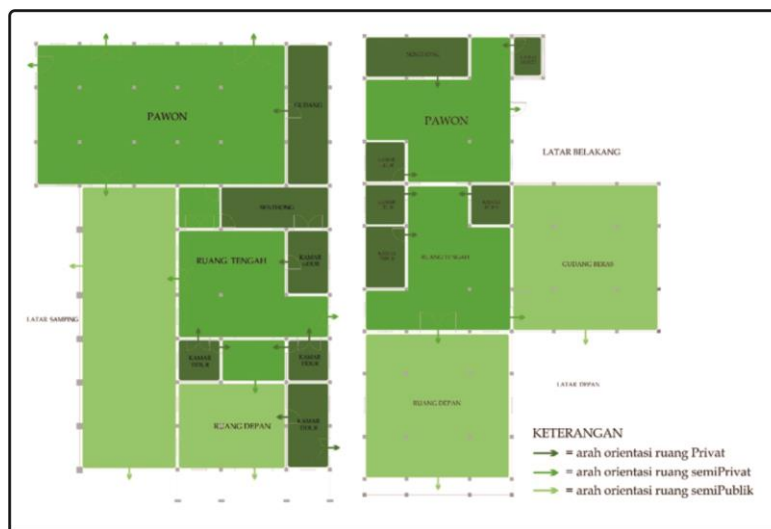 PAWON
GUDANG
SENTHONG
RUANG TENGAH
KAMAR
TIDUR
LATAR SAMPING
KAMAR
TIDUR
KAMAR
TIDUR
RUANG DEPAN
KAMAR
TIDUR
PAWON
LATAR BELAKANG
RUANG TENGAH
GUDANG BERAS
LATAR DEPAN
RUANG DEPAN
KETERANGAN
= arah orientasi ruang Privat
= arah orientasi ruang semiPrivat
= arah orientasi ruang semiPublik